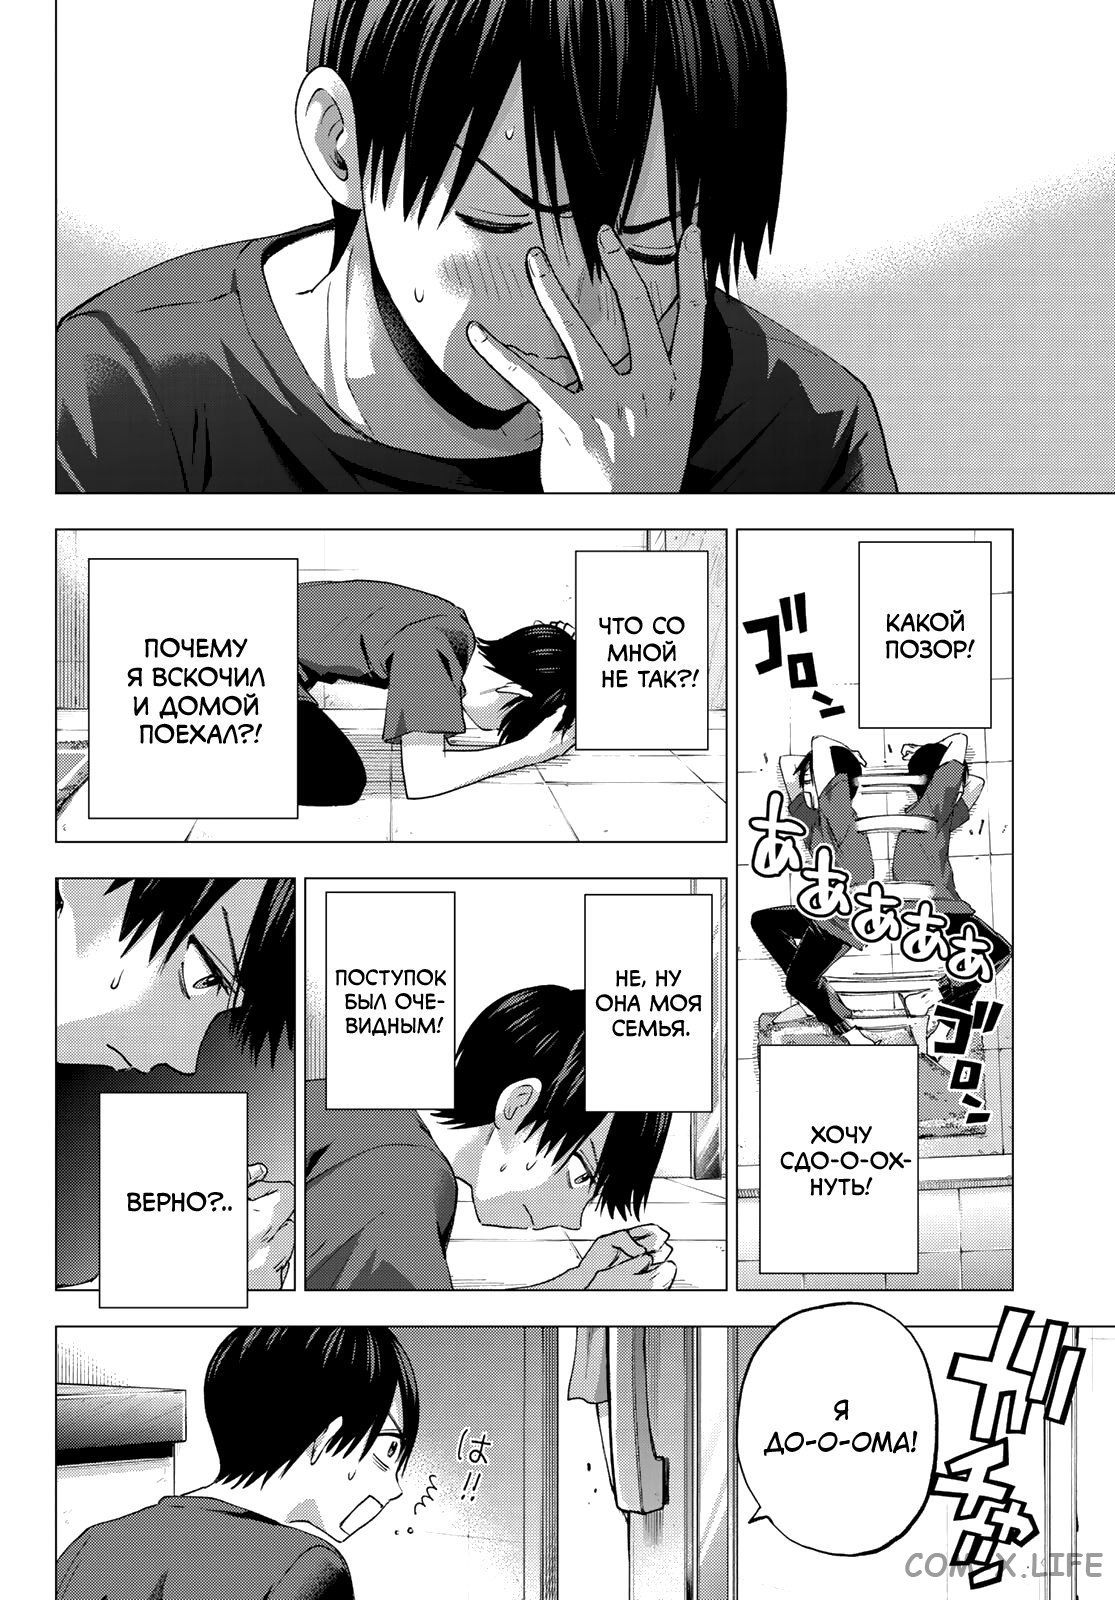 КАКОЙ
ПОЗОР!
ゴロン
あああああ
ゴロン
ХОЧУ
СДО-О-ОХ-
НУТЬ!
ЧТО СО
МНОЙ
НЕ ТАК?!
ПОЧЕМУ
Я ВСКОЧИЛ
И ДОМОЙ
ПОЕХАЛ?!
НЕ, НУ
ОНА МОЯ
СЕМЬЯ.
ПОСТУПОК
БЫЛ ОЧЕ-
ВИДНЫМ!
ВЕРНО?..
ガチャ
Я
ДО-О-ОМА!
は!!
COM-X.LIFE